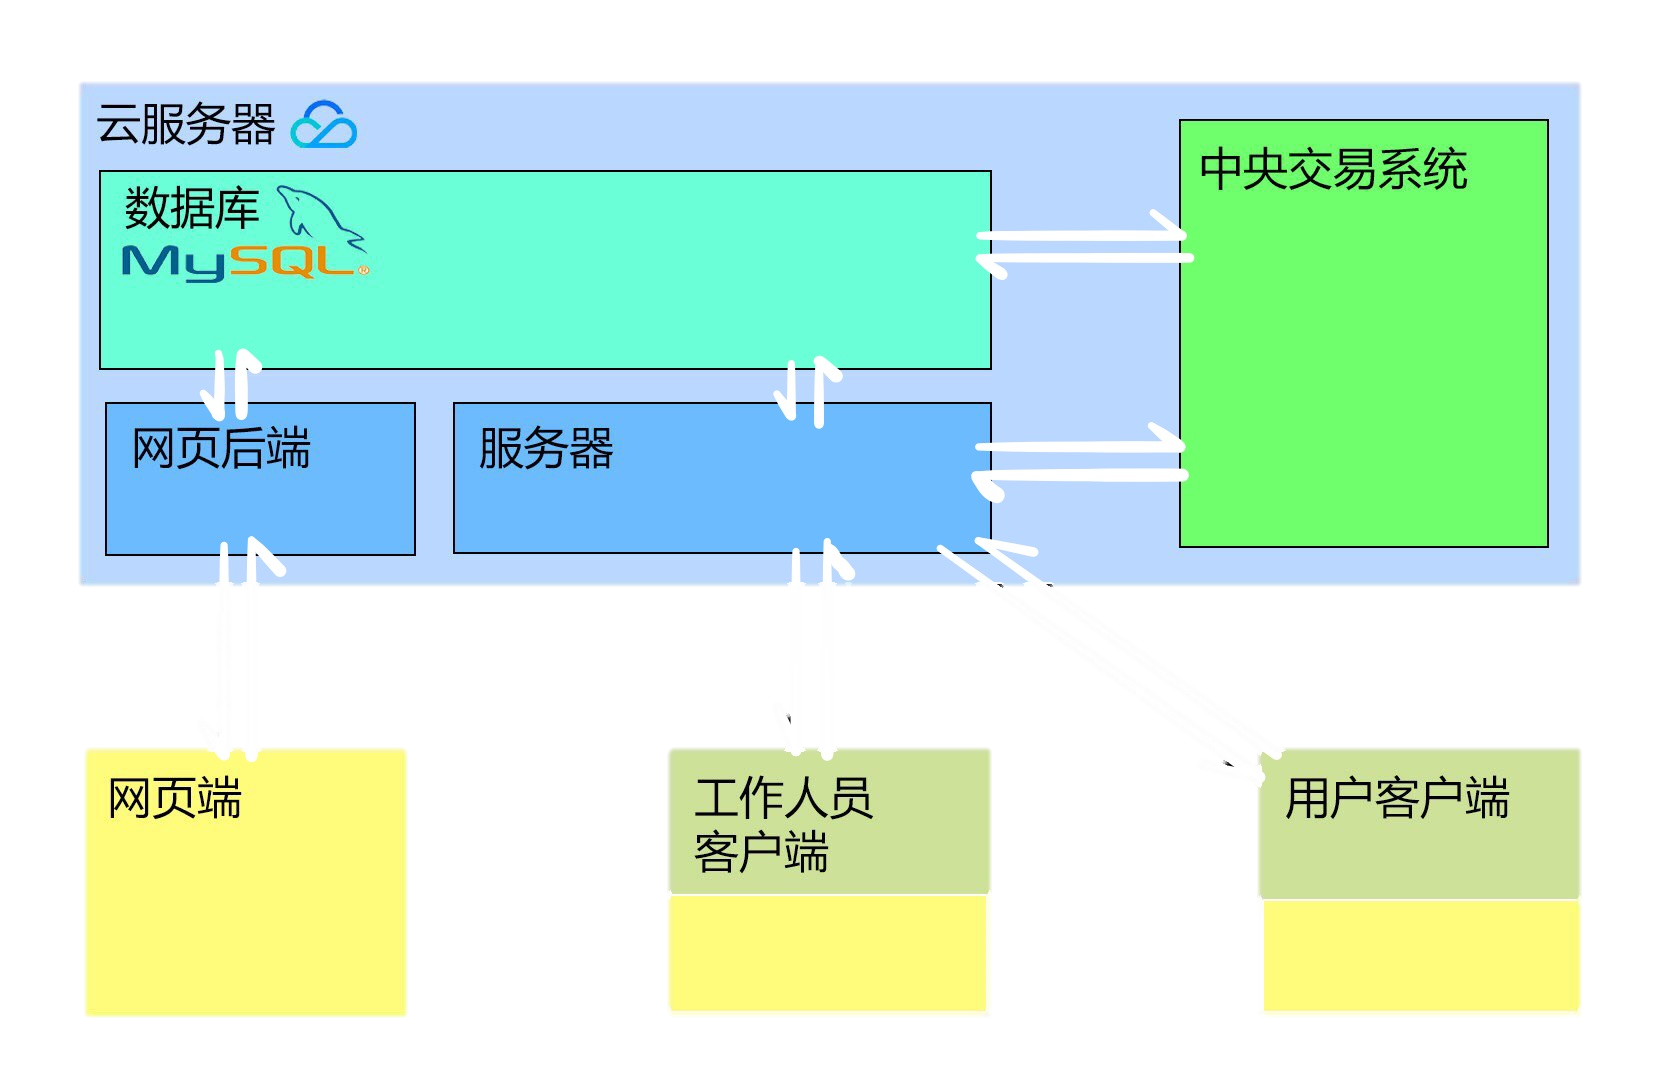 云服务器
数据库
MySQL®
中央交易系统
网页后端
服务器
网页端
工作人员
客户端
用户客户端